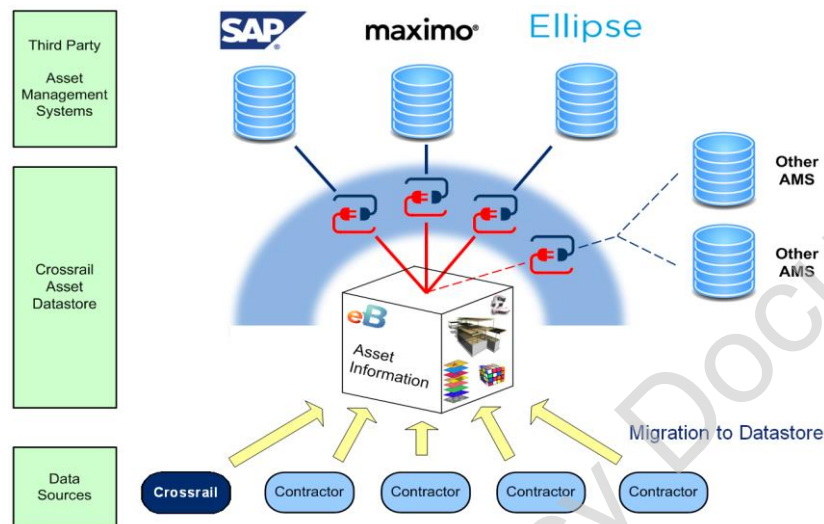 Third Party
Asset
Management
Systems
SAP®
maximo®
Ellipse
Other
AMS
Other
AMS
Crossrail
Asset
Datastore
eB
Asset
Information
Migration to Datastore
Data
Sources
Crossrail
Contractor
Contractor
Contractor
Contractor
y Docu